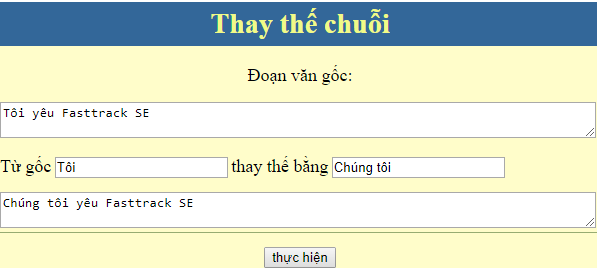 Thay thế chuỗi
Đoạn văn gốc:
Tôi yêu Fasttrack SE
Từ gốc Tôi thay thế bằng Chúng tôi
Chúng tôi yêu Fasttrack SE
thực hiện